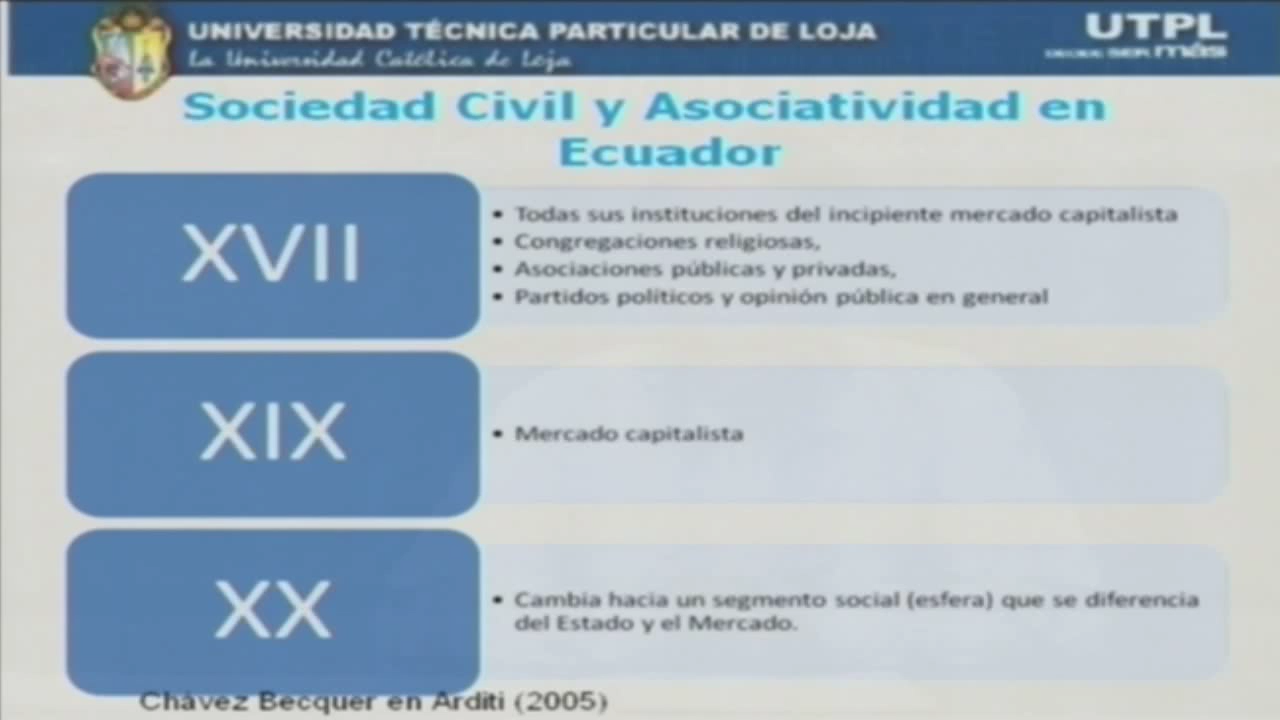 UNIVERSIDAD TÉCNICA PARTICULAR DE LOJA
La Universidad Católica de Loja
UTPL
DECIDE SER más
Sociedad Civil y Asociatividad en
Ecuador
XVII
• Todas sus instituciones del incipiente mercado capitalista
• Congregaciones religiosas,
• Asociaciones públicas y privadas,
• Partidos políticos y opinión pública en general
XIX
• Mercado capitalista
XX
• Cambia hacia un segmento social (esfera) que se diferencia
del Estado y el Mercado.
Chávez Becquer en Arditi (2005)